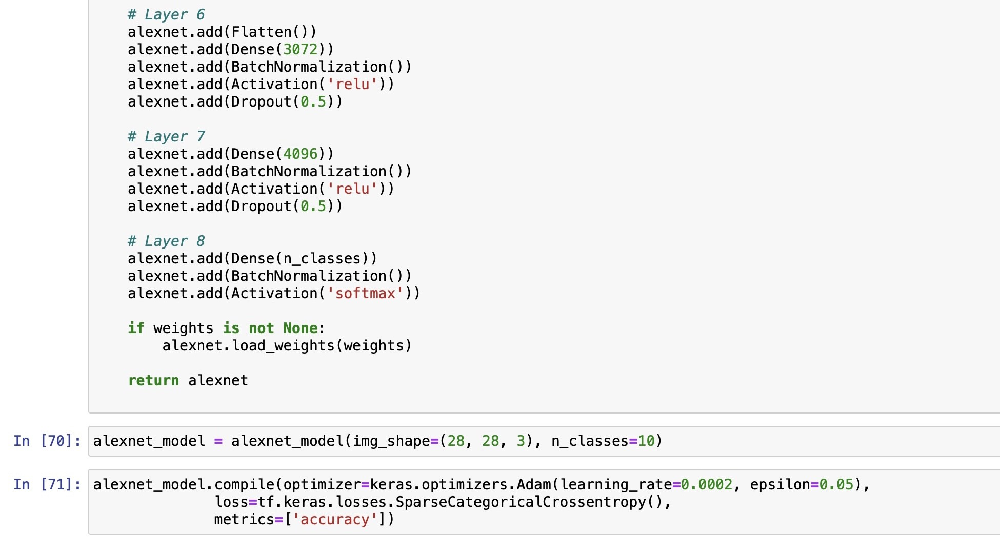 # Layer 6
alexnet.add(Flatten())
alexnet.add(Dense(3072))
alexnet.add(BatchNormalization())
alexnet.add(Activation('relu'))
alexnet.add(Dropout(0.5))
# Layer 7
alexnet.add(Dense(4096))
alexnet.add(BatchNormalization())
alexnet.add(Activation('relu'))
alexnet.add(Dropout(0.5))
# Layer 8
alexnet.add(Dense(n_classes))
alexnet.add(BatchNormalization())
alexnet.add(Activation('softmax'))
if weights is not None:
    alexnet.load_weights(weights)
return alexnet
In [70]: alexnet_model = alexnet_model(img_shape=(28, 28, 3), n_classes=10)
In [71]: alexnet_model.compile(optimizer=keras.optimizers.Adam(learning_rate=0.0002, epsilon=0.05),
loss=tf.keras.losses.SparseCategoricalCrossentropy(),
metrics=['accuracy'])